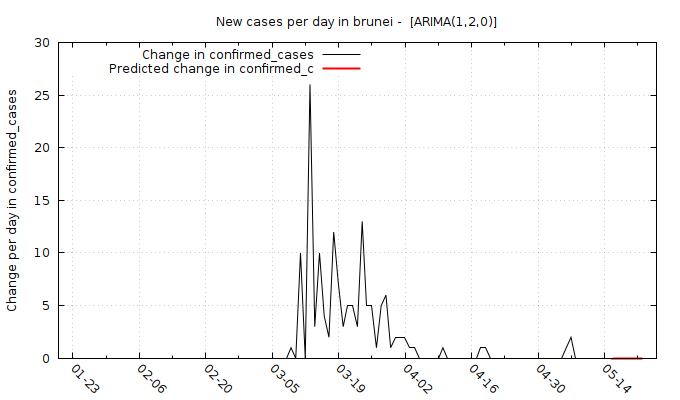 New cases per day in brunei -  [ARIMA(1,2,0)]
Change in confirmed_cases
Predicted change in confirmed_c
Change per day in confirmed_cases
30
25
20
15
10
5
0
01-23 02-06 02-20 03-05 03-19 04-02 04-16 04-30 05-14